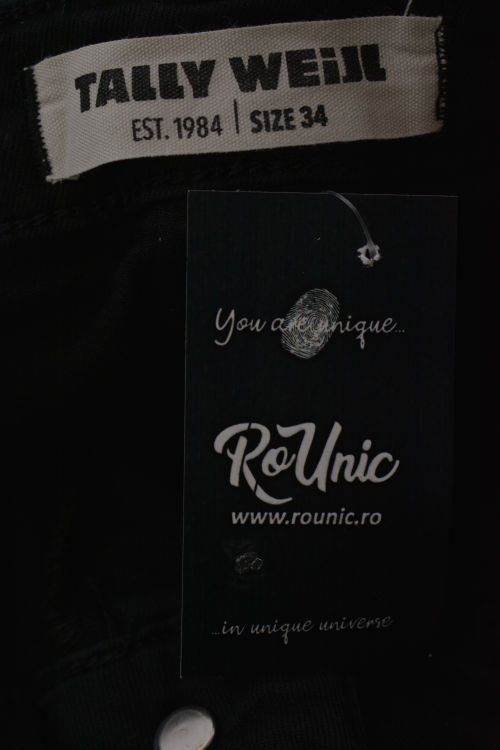 TALLY WEiJL
EST. 1984 | SIZE 34
You are unique...
RoUnic
www.rounic.ro
...in unique universe